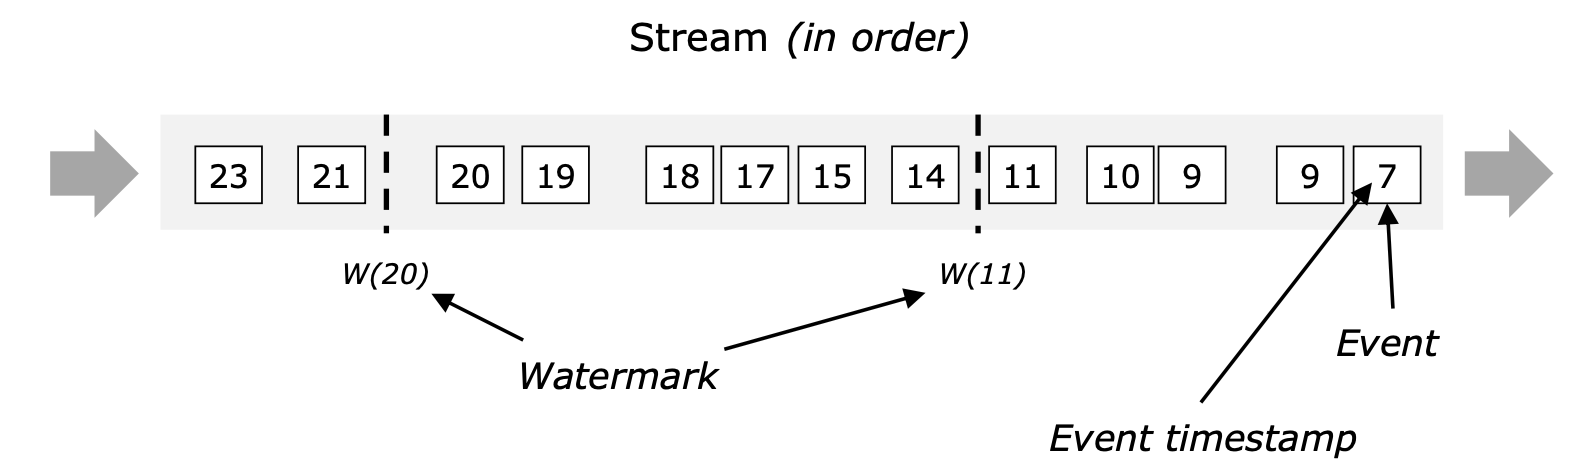 Stream (in order)
23 21 20 19 18 17 15 14 11 10 9 9 7
W(20) W(11)
Event
Watermark
Event timestamp